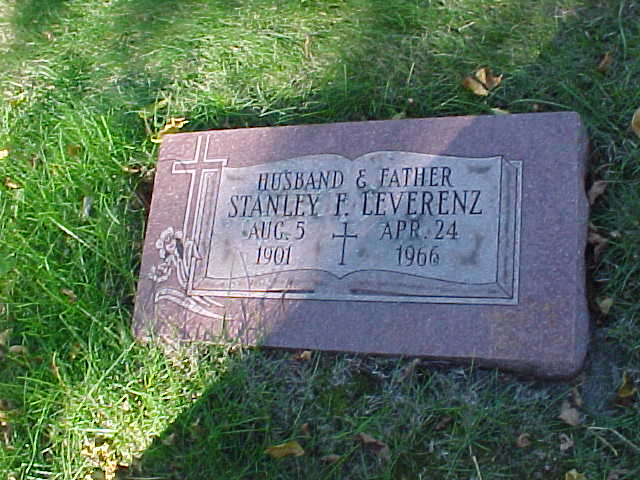 HUSBAND & FATHER
STANLEY F. LEVERENZ
AUG. 5 APR. 24
1901 1966